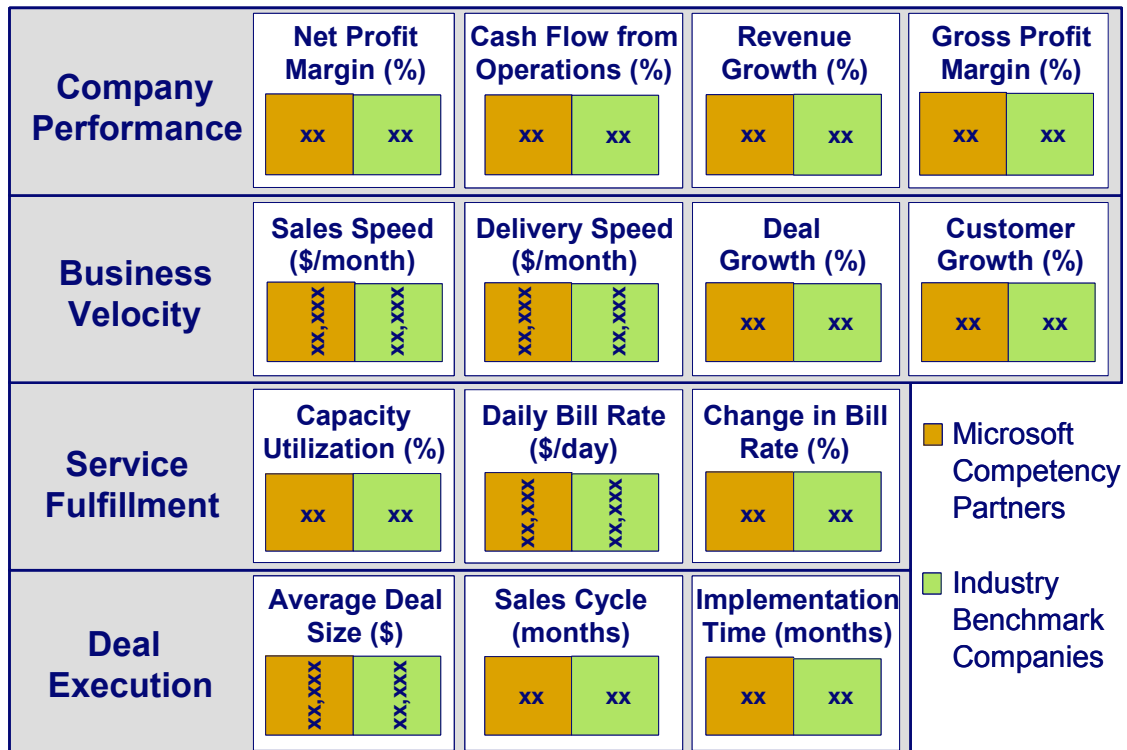 Company
Performance
Net Profit
Margin (%)
xx xx
Cash Flow from
Operations (%)
xx xx
Revenue
Growth (%)
xx xx
Gross Profit
Margin (%)
xx xx
Business
Velocity
Sales Speed
($/month)
xx,xxx xx,xxx
Delivery Speed
($/month)
xx,xxx xx,xxx
Deal
Growth (%)
xx xx
Customer
Growth (%)
xx xx
Service
Fulfillment
Capacity
Utilization (%)
xx xx
Daily Bill Rate
($/day)
xx,xxx xx,xxx
Change in Bill
Rate (%)
xx xx
Deal
Execution
Average Deal
Size ($)
xx,xxx xx,xxx
Sales Cycle
(months)
xx xx
Implementation
Time (months)
xx xx
Microsoft
Competency
Partners
Industry
Benchmark
Companies